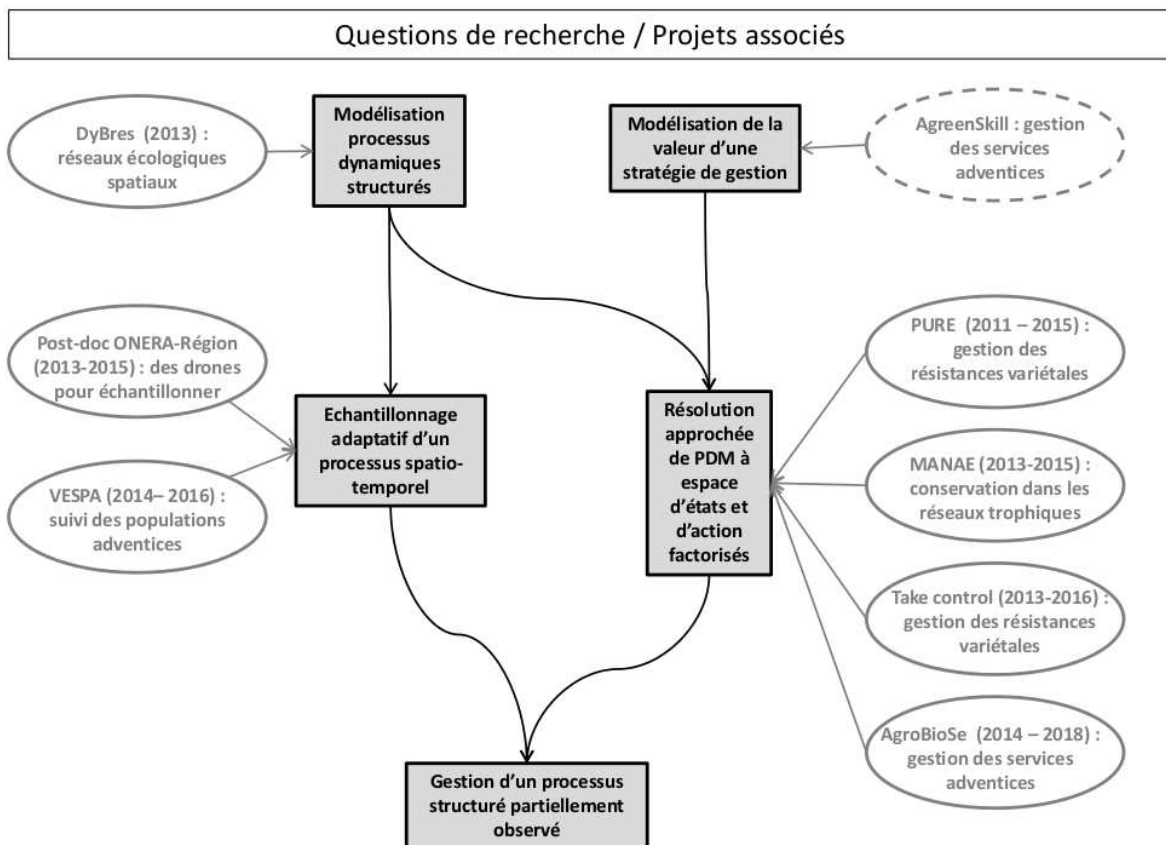 Questions de recherche / Projets associés
DyBres (2013) :
réseaux écologiques
spatiaux
Modélisation
processus
dynamiques
structurés
Modélisation de la
valeur d'une
stratégie de gestion
AgreenSkill : gestion
des services
adventices
Post-doc ONERA-Région
(2013-2015) : des drones
pour échantillonner
VESPA (2014– 2016) :
suivi des populations
adventices
Echantillonnage
adaptatif d'un
processus spatio-
temporel
Résolution
approchée
de PDM à
espace
d'états et
d'action
factorisés
PURE (2011 – 2015) :
gestion des
résistances variétales
MANAE (2013-2015) :
conservation dans les
réseaux trophiques
Take control (2013-2016) :
gestion des résistances
variétales
AgroBioSe (2014 – 2018) :
gestion des services
adventices
Gestion d'un processus
structuré partiellement
observé